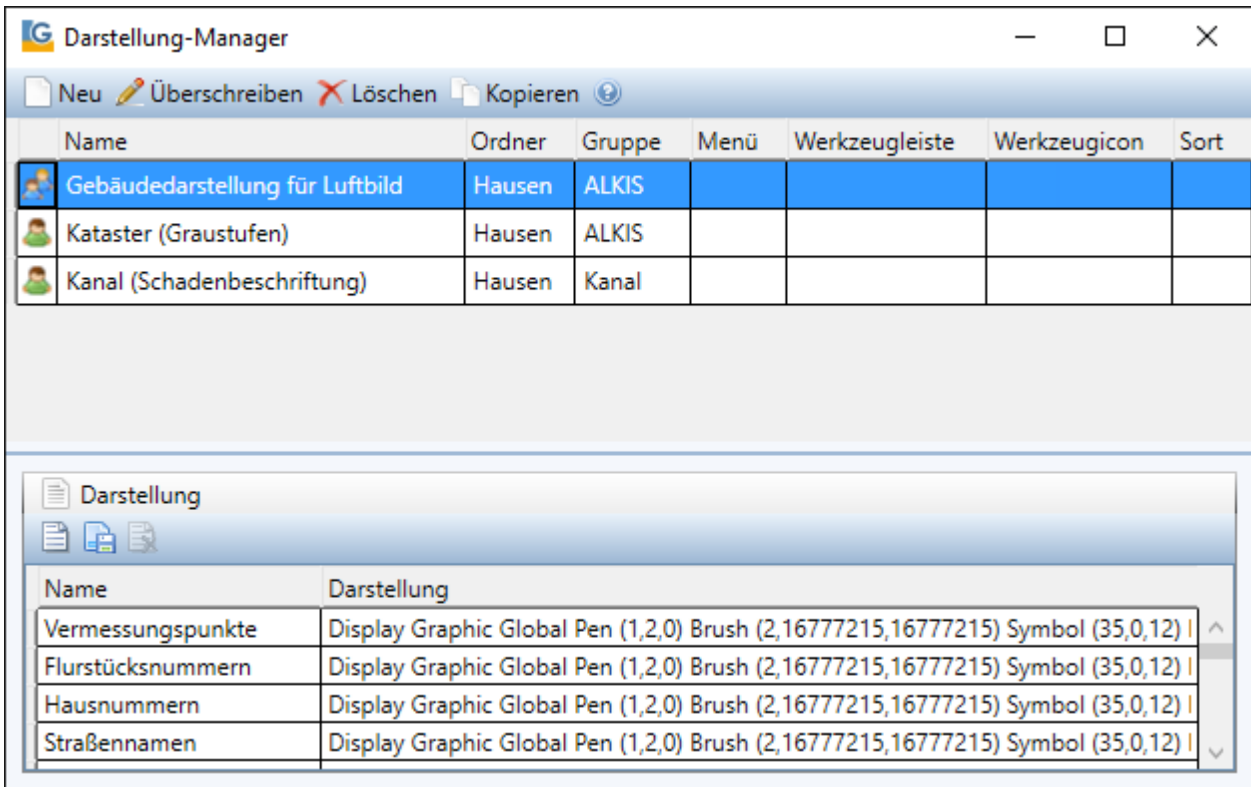 Darstellung-Manager
Neu Überschreiben Löschen Kopieren
Name Ordner Gruppe Menü Werkzeugleiste Werkzeugicon Sort
Gebäudedarstellung für Luftbild Hausen ALKIS
Kataster (Graustufen) Hausen ALKIS
Kanal (Schadenbeschriftung) Hausen Kanal
Darstellung
Name Darstellung
Vermessungspunkte Display Graphic Global Pen (1,2,0) Brush (2,16777215,16777215) Symbol (35,0,12)
Flurstücksnummern Display Graphic Global Pen (1,2,0) Brush (2,16777215,16777215) Symbol (35,0,12)
Hausnummern Display Graphic Global Pen (1,2,0) Brush (2,16777215,16777215) Symbol (35,0,12)
Straßennamen Display Graphic Global Pen (1,2,0) Brush (2,16777215,16777215) Symbol (35,0,12)